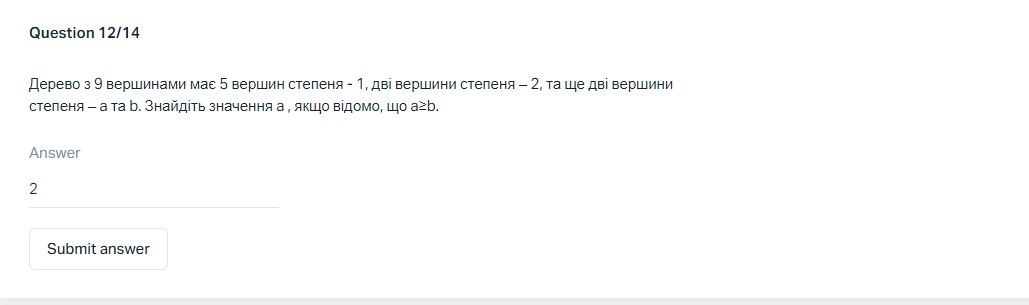 Question 12/14
Дерево з 9 вершинами має 5 вершин степеня - 1, дві вершини степеня – 2, та ще дві вершини
степеня – a та b. Знайдіть значення a , якщо відомо, що a≥b.
Answer
2
Submit answer